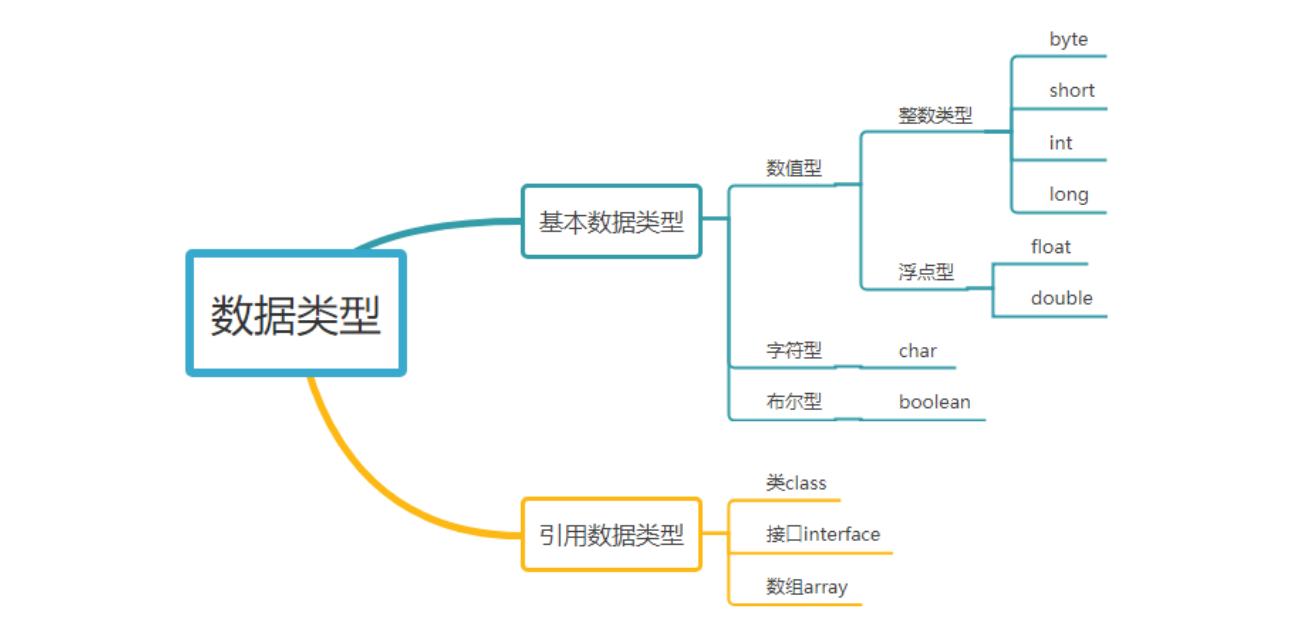 数据类型
基本数据类型
数值型
整数类型
byte
short
int
long
浮点型
float
double
字符型
char
布尔型
boolean
引用数据类型
类class
接口interface
数组array